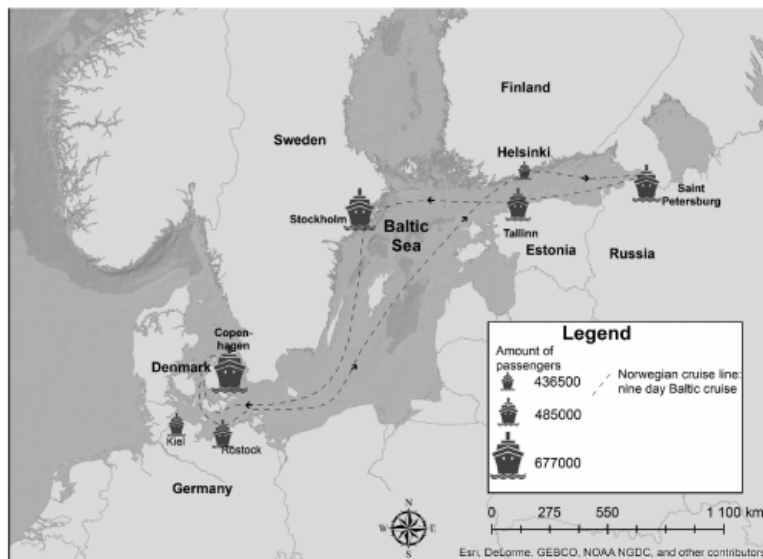 Finland
Sweden
Helsinki
Saint
Petersburg
Stockholm
Baltic
Sea
Tallinn
Estonia
Russia
Copen-
hagen
Denmark
Kiel
Rostock
Germany
Legend
Amount of
passengers
436500
485000
677000
Norwegian cruise line:
nine day Baltic cruise
N
W
E
S
0 275 550 1 100 km
Esri, DeLorme, GEBCO, NOAA NGDC, and other contributors